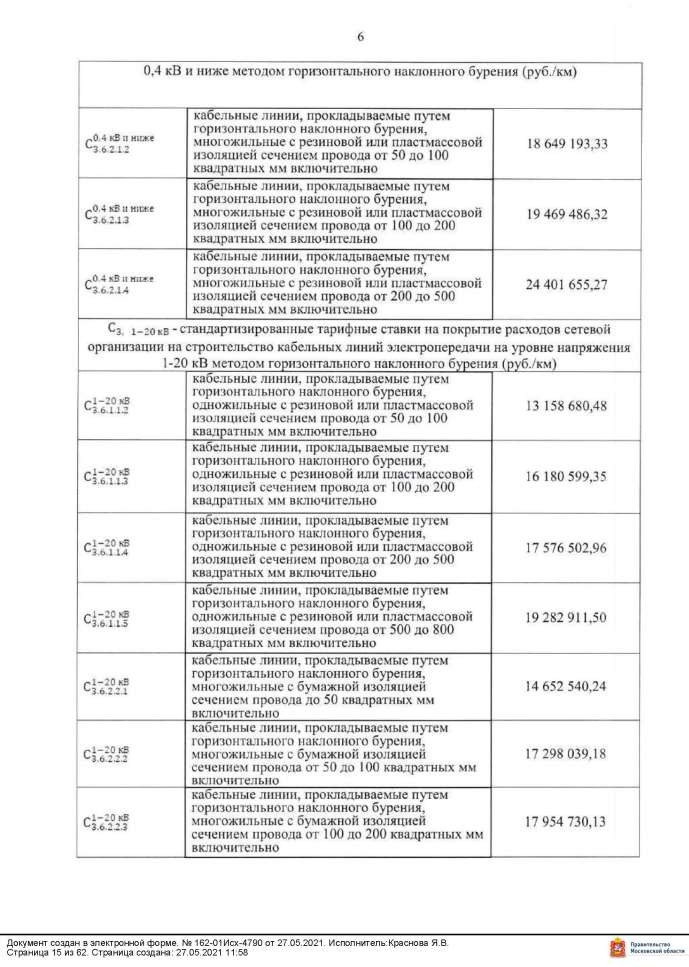 6
0,4 кВ и ниже методом горизонтального наклонного бурения (руб./км)
C 0.4 кВ и ниже 3.6.2.1.2
кабельные линии, прокладываемые путем
горизонтального наклонного бурения,
многожильные с резиновой или пластмассовой
изоляцией сечением провода от 50 до 100
квадратных мм включительно
18 649 193,33
C 0.4 кВ и ниже 3.6.2.1.3
кабельные линии, прокладываемые путем
горизонтального наклонного бурения,
многожильные с резиновой или пластмассовой
изоляцией сечением провода от 100 до 200
квадратных мм включительно
19 469 486,32
C 0.4 кВ и ниже 3.6.2.1.4
кабельные линии, прокладываемые путем
горизонтального наклонного бурения,
многожильные с резиновой или пластмассовой
изоляцией сечением провода от 200 до 500
квадратных мм включительно
24 401 655,27
C3. 1−20 кВ - стандартизированные тарифные ставки на покрытие расходов сетевой
организации на строительство кабельных линий электропередачи на уровне напряжения
1-20 кВ методом горизонтального наклонного бурения (руб./км)
C 1−20 кВ 3.6.1.1.2
кабельные линии, прокладываемые путем
горизонтального наклонного бурения,
одножильные с резиновой или пластмассовой
изоляцией сечением провода от 50 до 100
квадратных мм включительно
13 158 680,48
C 1−20 кВ 3.6.1.1.3
кабельные линии, прокладываемые путем
горизонтального наклонного бурения,
одножильные с резиновой или пластмассовой
изоляцией сечением провода от 100 до 200
квадратных мм включительно
16 180 599,35
C 1−20 кВ 3.6.1.1.4
кабельные линии, прокладываемые путем
горизонтального наклонного бурения,
одножильные с резиновой или пластмассовой
изоляцией сечением провода от 200 до 500
квадратных мм включительно
17 576 502,96
C 1−20 кВ 3.6.1.1.5
кабельные линии, прокладываемые путем
горизонтального наклонного бурения,
одножильные с резиновой или пластмассовой
изоляцией сечением провода от 500 до 800
квадратных мм включительно
19 282 911,50
C 1−20 кВ 3.6.2.2.1
кабельные линии, прокладываемые путем
горизонтального наклонного бурения,
многожильные с бумажной изоляцией
сечением провода до 50 квадратных мм
включительно
14 652 540,24
C 1−20 кВ 3.6.2.2.2
кабельные линии, прокладываемые путем
горизонтального наклонного бурения,
многожильные с бумажной изоляцией
сечением провода от 50 до 100 квадратных мм
включительно
17 298 039,18
C 1−20 кВ 3.6.2.2.3
кабельные линии, прокладываемые путем
горизонтального наклонного бурения,
многожильные с бумажной изоляцией
сечением провода от 100 до 200 квадратных мм
включительно
17 954 730,13
Документ создан в электронной форме. № 162-01Исх-4790 от 27.05.2021. Исполнитель:Краснова Я.В.
Страница 15 из 62. Страница создана: 27.05.2021 11:58
Правительство
Московской области